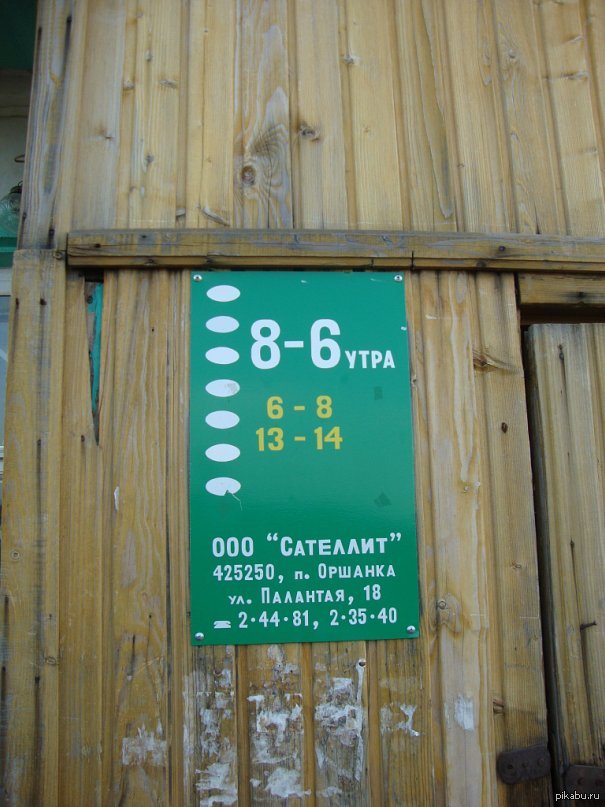 8-6 УТРА
6 - 8
13 - 14
ООО "САТЕЛЛИТ"
425250, п. ОРШАНКА
ул. ПАЛАНТАЯ, 18
☎ 2·44·81, 2·35·40
pikabu.ru